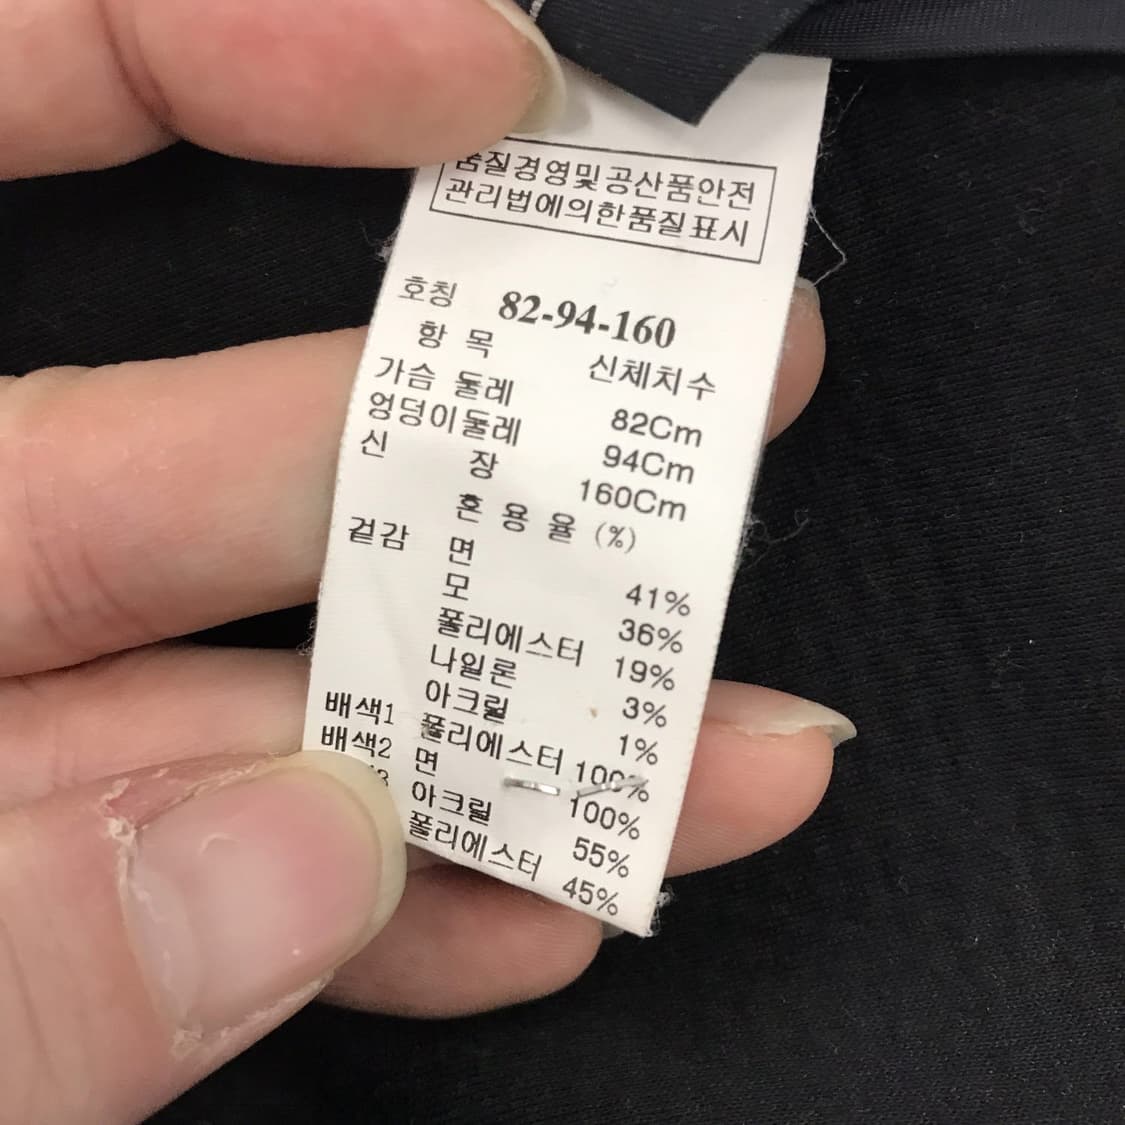 품질경영및공산품안전
관리법에의한품질표시
호칭 82-94-160
항 목 신체치수
가슴 둘레 82Cm
엉덩이둘레 94Cm
신 장 160Cm
혼 용 율 (%)
겉감 면 41%
모 36%
폴리에스터 19%
나일론 3%
아크릴 1%
배색1 폴리에스터 100%
배색2 면 100%
3 아크릴 55%
폴리에스터 45%